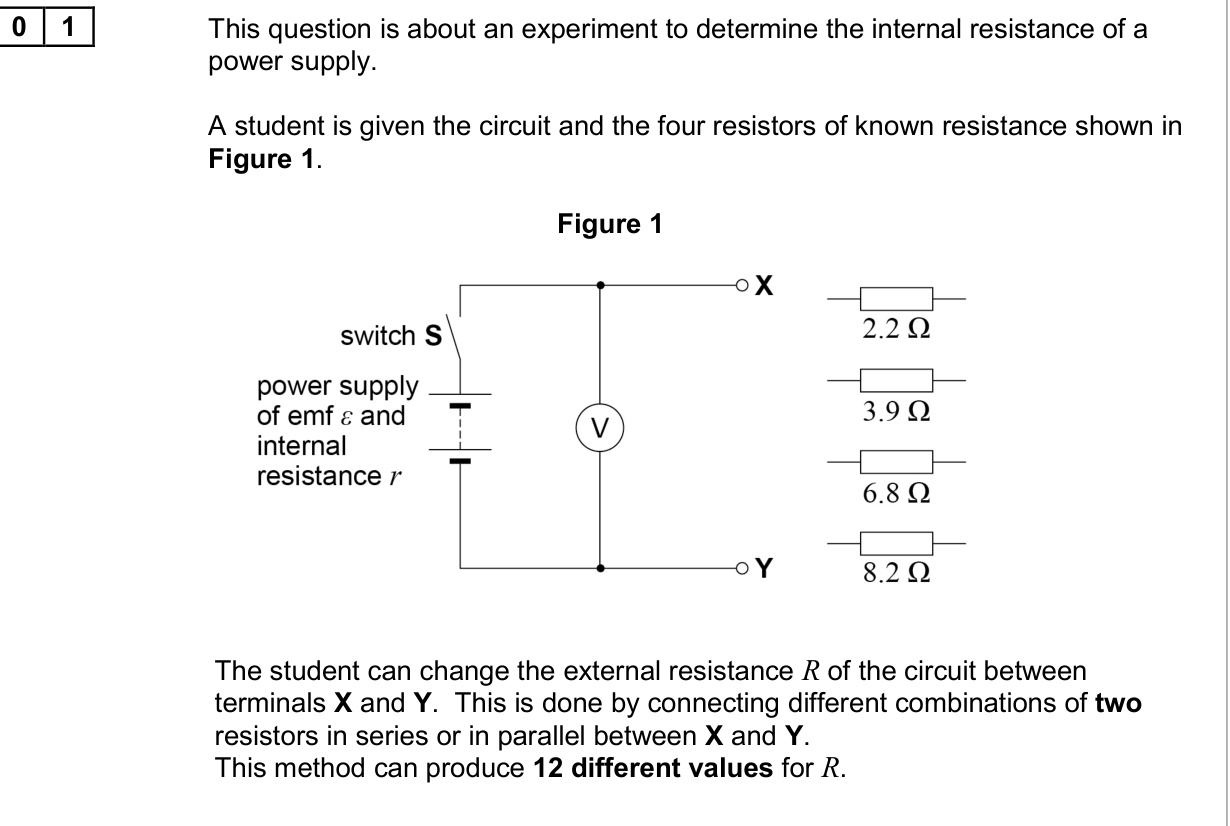 0 1
This question is about an experiment to determine the internal resistance of a
power supply.
A student is given the circuit and the four resistors of known resistance shown in
Figure 1.
Figure 1
X
switch S
2.2 Ω
power supply
of emf ε and
internal
resistance r
V
3.9 Ω
6.8 Ω
Y
8.2 Ω
The student can change the external resistance R of the circuit between
terminals X and Y. This is done by connecting different combinations of two
resistors in series or in parallel between X and Y.
This method can produce 12 different values for R.